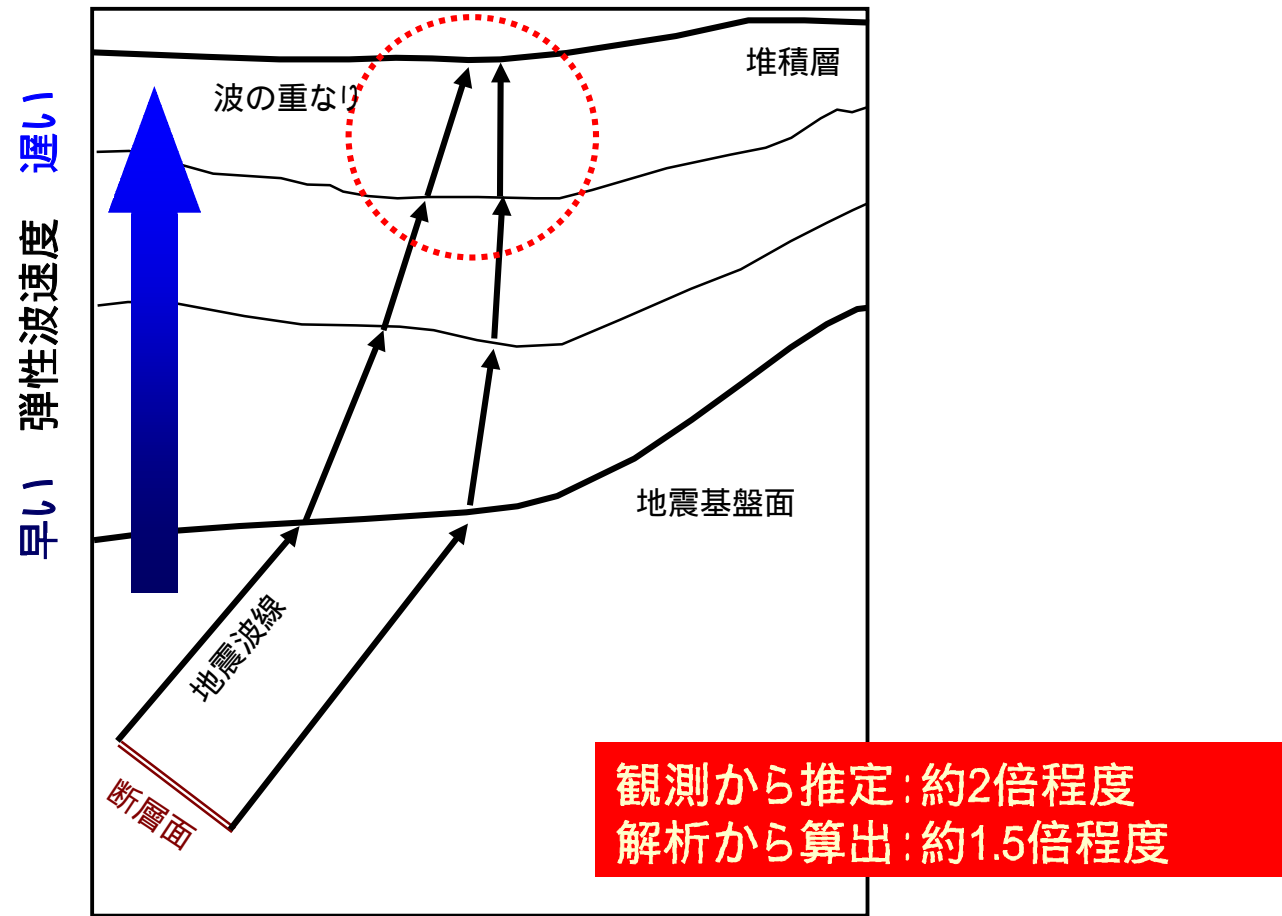 堆積層
波の重なり
遅い
弾性波速度
早い
地震基盤面
地震波線
断層面
観測から推定:約2倍程度
解析から算出:約1.5倍程度